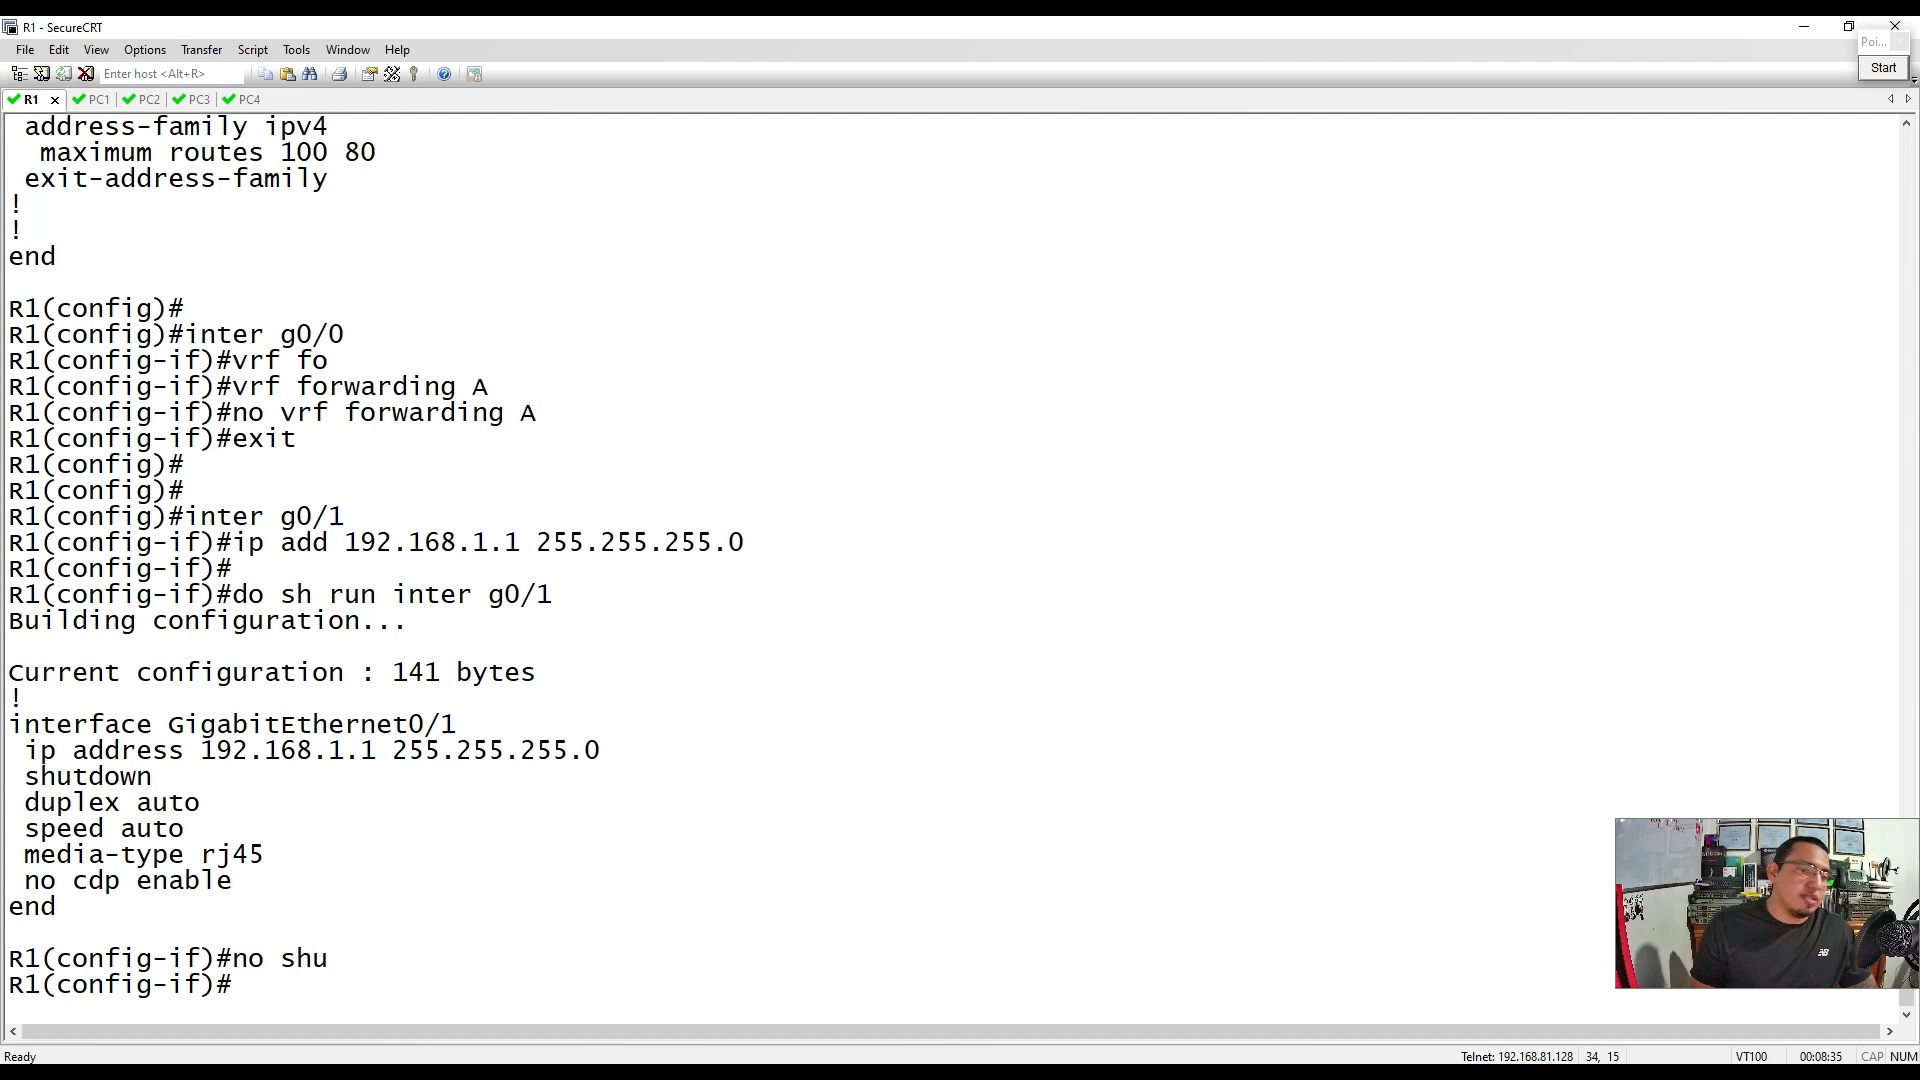 R1 - SecureCRT
File Edit View Options Transfer Script Tools Window Help
Poi...
Enter host <Alt+R>
Start
R1 PC1 PC2 PC3 PC4
address-family ipv4
maximum routes 100 80
exit-address-family
!
!
end
R1(config)#
R1(config)#inter g0/0
R1(config-if)#vrf fo
R1(config-if)#vrf forwarding A
R1(config-if)#no vrf forwarding A
R1(config-if)#exit
R1(config)#
R1(config)#
R1(config)#inter g0/1
R1(config-if)#ip add 192.168.1.1 255.255.255.0
R1(config-if)#
R1(config-if)#do sh run inter g0/1
Building configuration...
Current configuration : 141 bytes
!
interface GigabitEthernet0/1
ip address 192.168.1.1 255.255.255.0
shutdown
duplex auto
speed auto
media-type rj45
no cdp enable
end
R1(config-if)#no shu
R1(config-if)#
Ready Telnet: 192.168.81.128 34, 15 VT100 00:08:35 CAP NUM